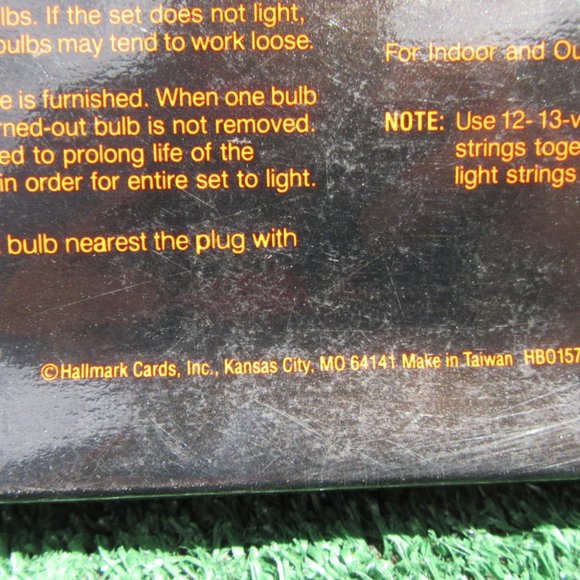 lbs. If the set does not light,
bulbs may tend to work loose.
e is furnished. When one bulb
rned-out bulb is not removed.
ed to prolong life of the
in order for entire set to light.
bulb nearest the plug with
For Indoor and Ou
NOTE: Use 12- 13-v
strings toge
light strings
©Hallmark Cards, Inc., Kansas City, MO 64141 Make in Taiwan HBO157